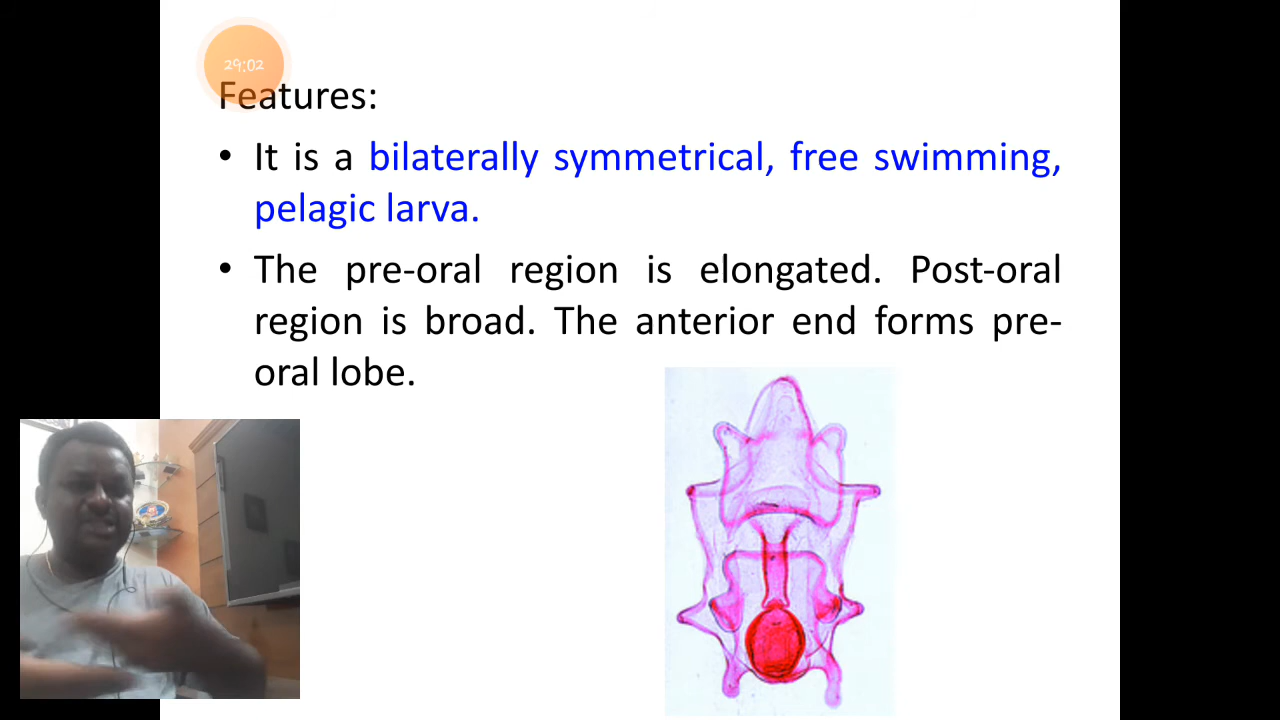 29:02
Features:
• It is a bilaterally symmetrical, free swimming,
pelagic larva.
• The pre-oral region is elongated. Post-oral
region is broad. The anterior end forms pre-
oral lobe.